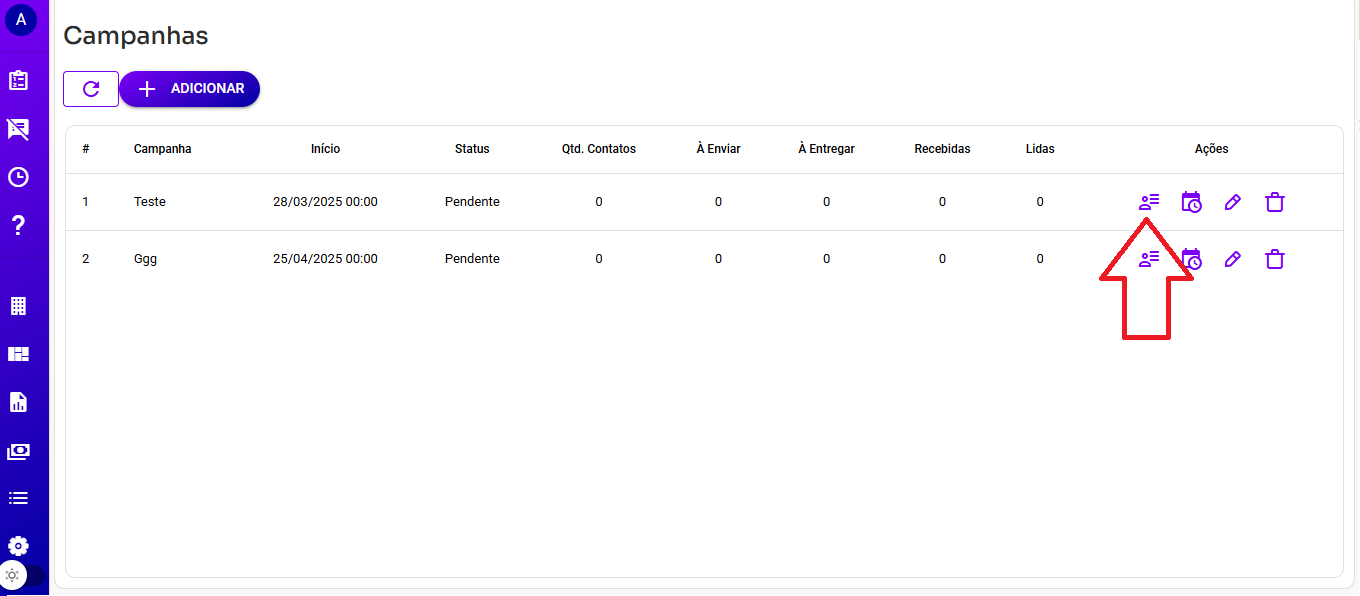 A
Campanhas
ADICIONAR
# Campanha Início Status Qtd. Contatos À Enviar À Entregar Recebidas Lidas Ações
1 Teste 28/03/2025 00:00 Pendente 0 0 0 0 0
2 Ggg 25/04/2025 00:00 Pendente 0 0 0 0 0